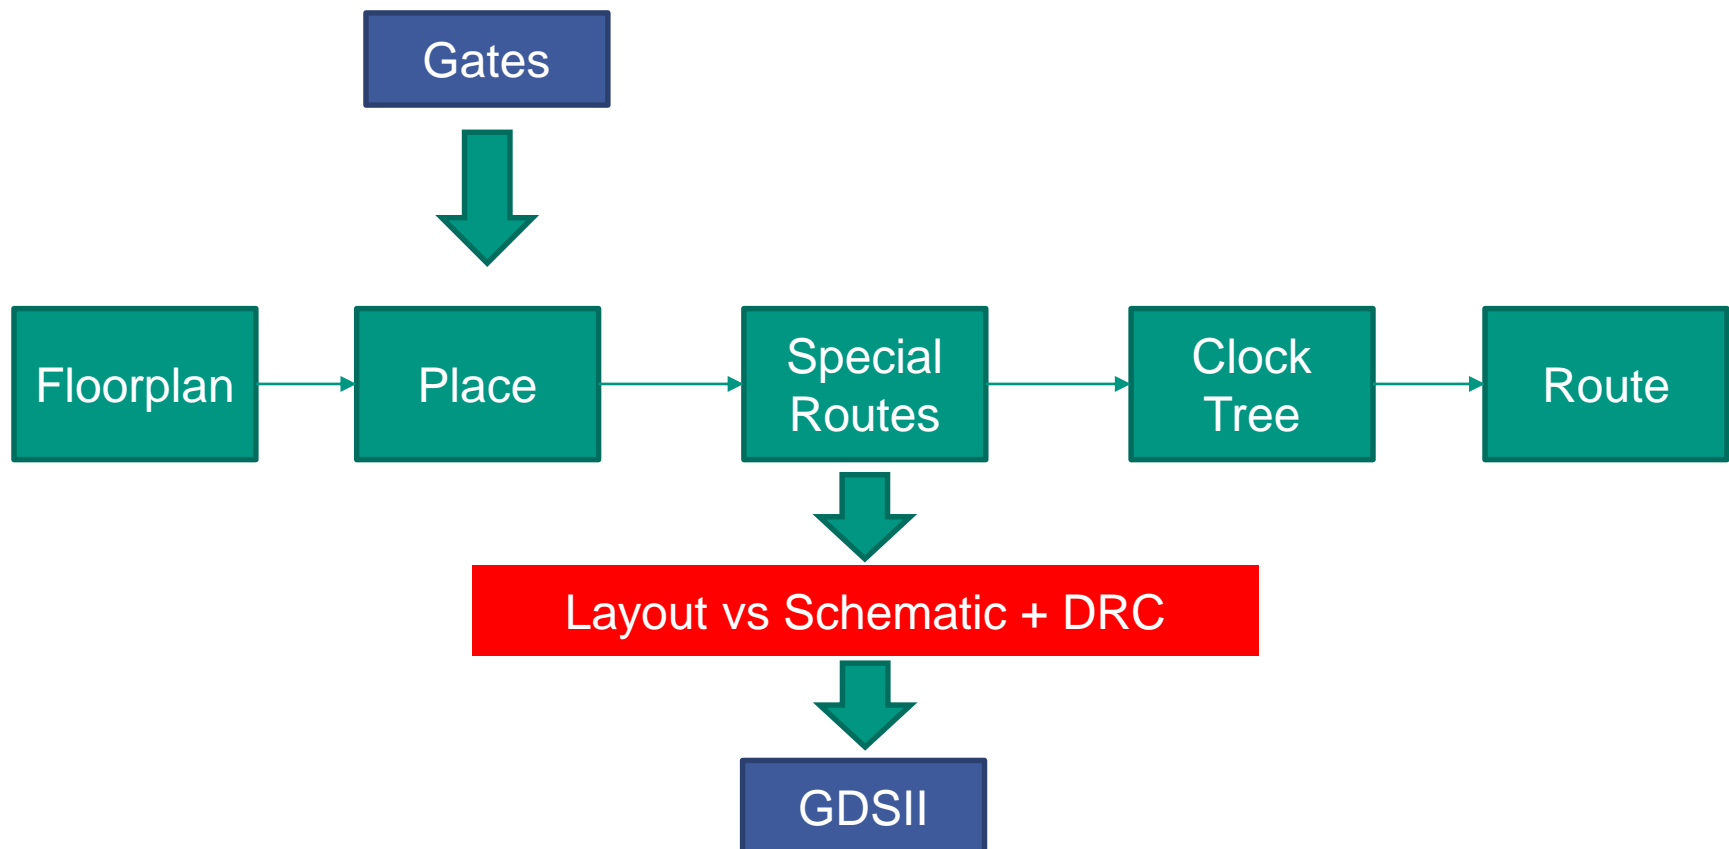 Gates
Floorplan
Place
Special
Routes
Clock
Tree
Route
Layout vs Schematic + DRC
GDSII